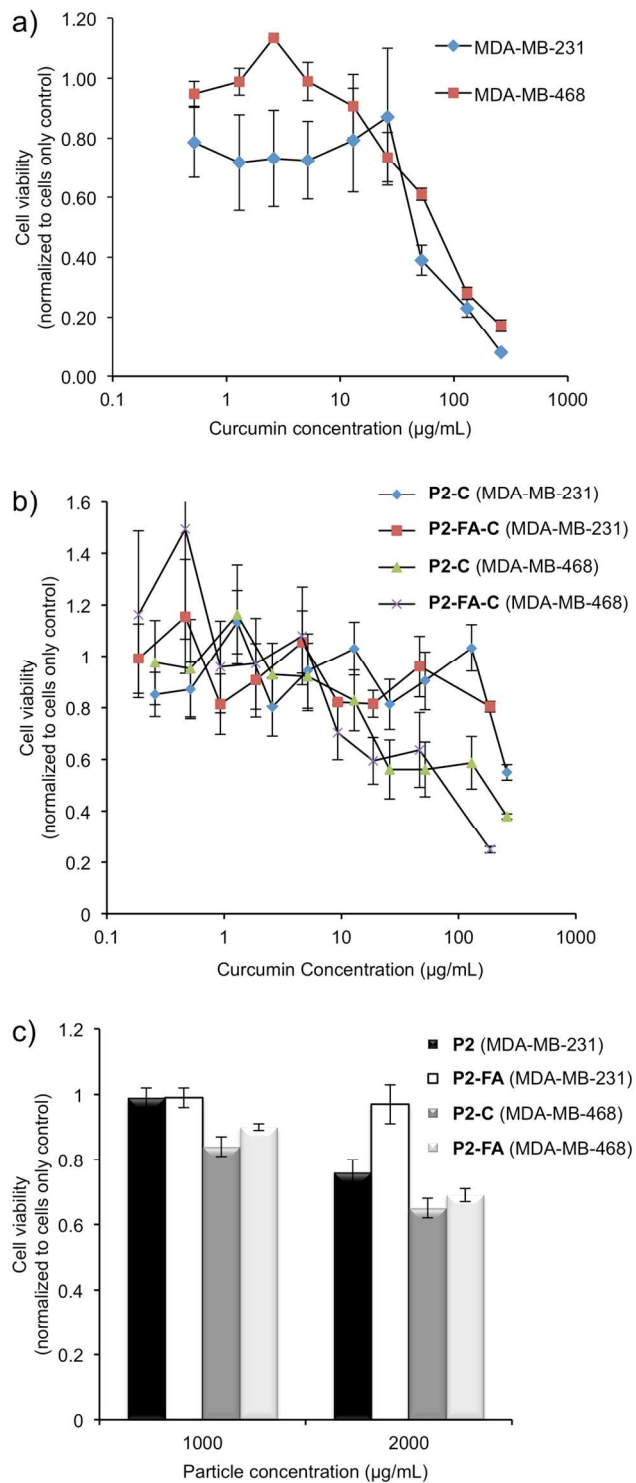 a)
1.20
1.00
0.80
0.60
0.40
0.20
0.00
Cell viability
(normalized to cells only control)
MDA-MB-231
MDA-MB-468
0.1
1
10
100
1000
Curcumin concentration (µg/mL)
b)
1.6
1.4
1.2
1
0.8
0.6
0.4
0.2
0
Cell viability
(normalized to cells only control)
P2-C (MDA-MB-231)
P2-FA-C (MDA-MB-231)
P2-C (MDA-MB-468)
P2-FA-C (MDA-MB-468)
0.1
1
10
100
1000
Curcumin Concentration (µg/mL)
c)
1.2
1
0.8
0.6
0.4
0.2
0
Cell viability
(normalized to cells only control)
P2 (MDA-MB-231)
P2-FA (MDA-MB-231)
P2-C (MDA-MB-468)
P2-FA (MDA-MB-468)
1000
2000
Particle concentration (µg/mL)